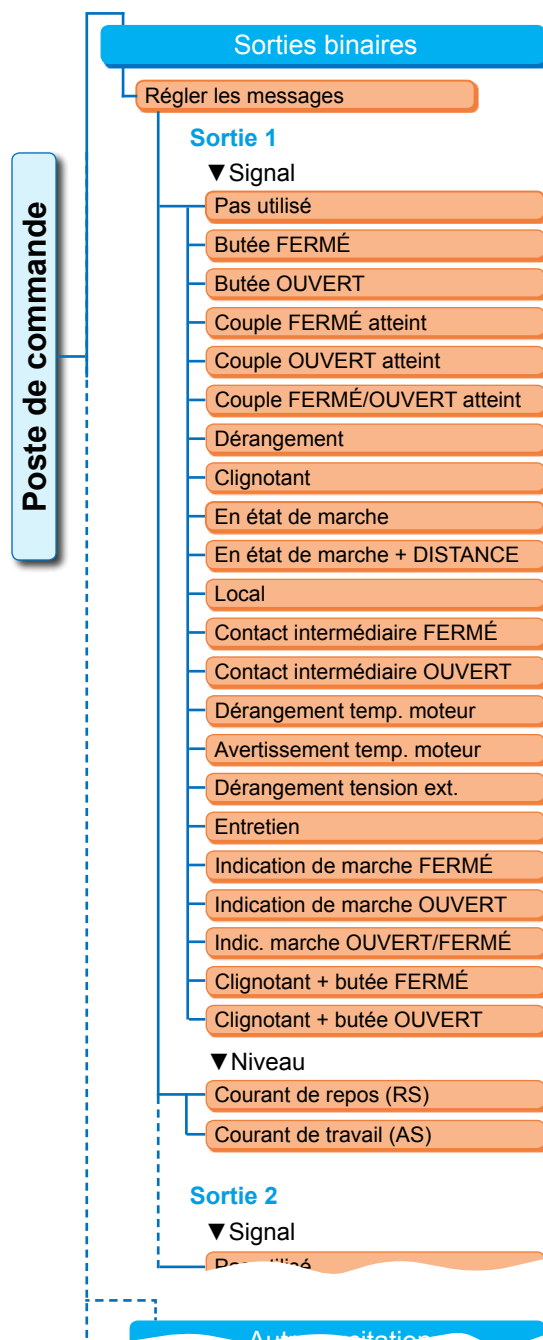 Sorties binaires
Régler les messages
Poste de commande
Sortie 1
▼Signal
Pas utilisé
Butée FERMÉ
Butée OUVERT
Couple FERMÉ atteint
Couple OUVERT atteint
Couple FERMÉ/OUVERT atteint
Dérangement
Clignotant
En état de marche
En état de marche + DISTANCE
Local
Contact intermédiaire FERMÉ
Contact intermédiaire OUVERT
Dérangement temp. moteur
Avertissement temp. moteur
Dérangement tension ext.
Entretien
Indication de marche FERMÉ
Indication de marche OUVERT
Indic. marche OUVERT/FERMÉ
Clignotant + butée FERMÉ
Clignotant + butée OUVERT
▼Niveau
Courant de repos (RS)
Courant de travail (AS)
Sortie 2
▼Signal
Pas utilisé